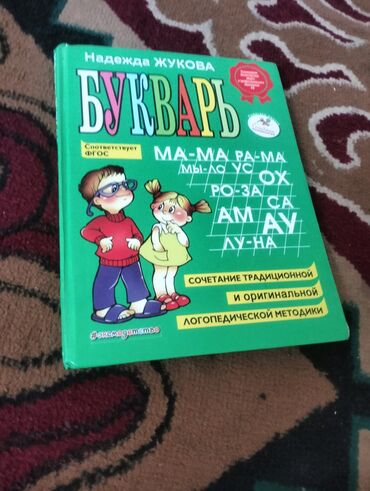 Надежда ЖУКОВА
БУКВАРЬ
Соответствует
ФГОС
МА-МА РА-МА
МЫ-ЛО УС
ОХ
РО-ЗА
СА
АМ АУ
ЛУ-НА
СОЧЕТАНИЕ ТРАДИЦИОННОЙ
И ОРИГИНАЛЬНОЙ
ЛОГОПЕДИЧЕСКОЙ МЕТОДИКИ
#эксмодетство